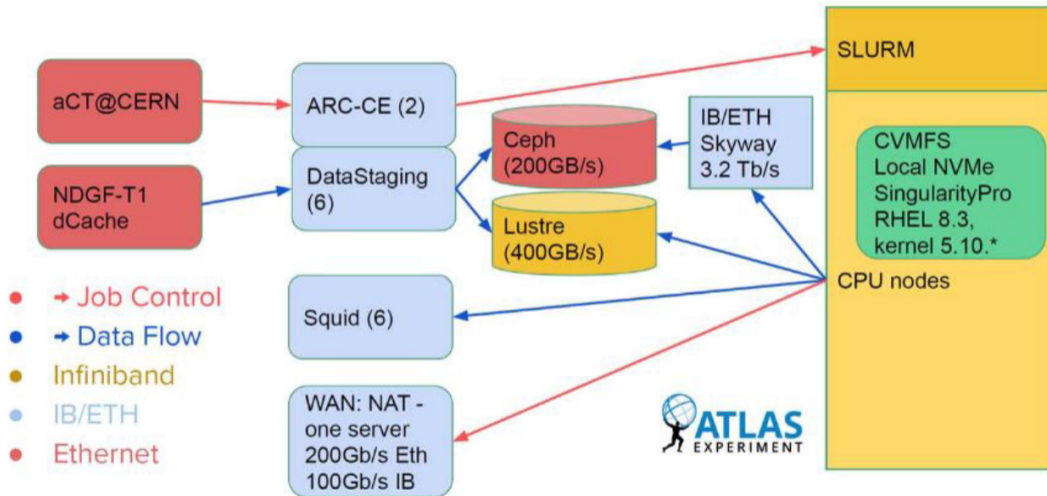 aCT@CERN
NDGF-T1
dCache
ARC-CE (2)
DataStaging
(6)
Ceph
(200GB/s)
Lustre
(400GB/s)
IB/ETH
Skyway
3.2 Tb/s
SLURM
CVMFS
Local NVMe
SingularityPro
RHEL 8.3,
kernel 5.10.*
CPU nodes
Squid (6)
WAN: NAT -
one server
200Gb/s Eth
100Gb/s IB
● → Job Control
● → Data Flow
● Infiniband
● IB/ETH
● Ethernet
ATLAS
EXPERIMENT